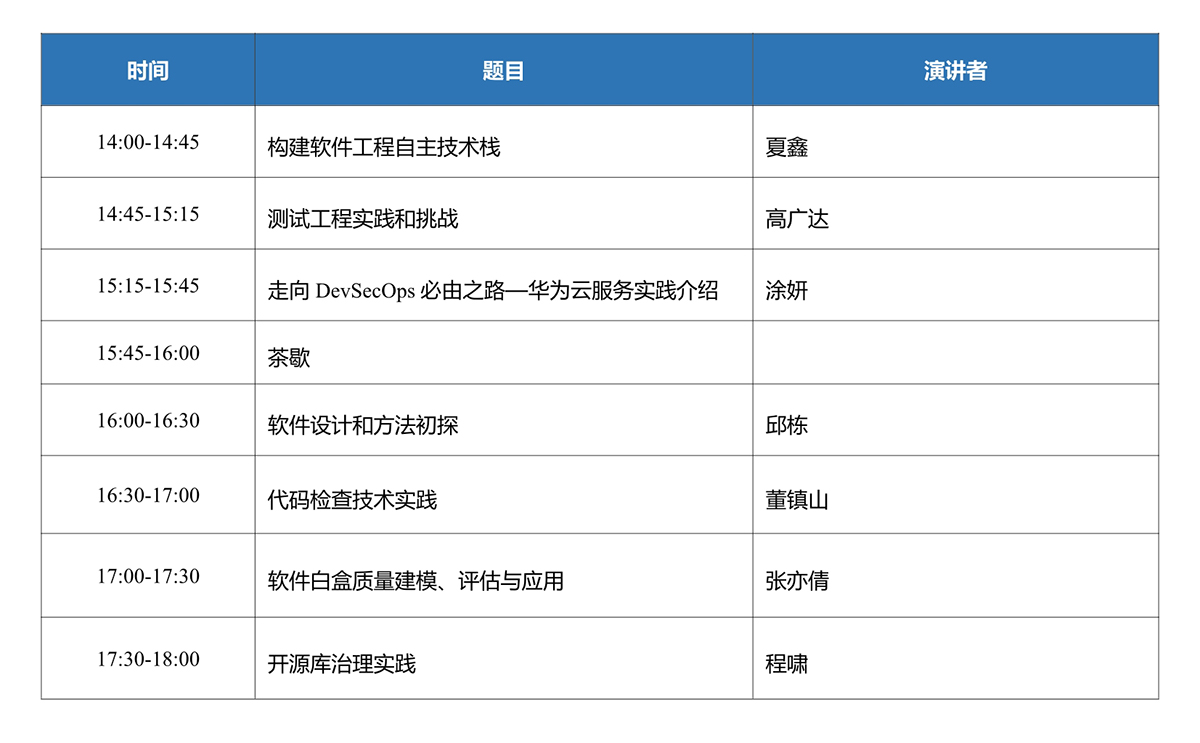 时间 题目 演讲者
14:00-14:45 构建软件工程自主技术栈 夏鑫
14:45-15:15 测试工程实践和挑战 高广达
15:15-15:45 走向 DevSecOps 必由之路—华为云服务实践介绍 涂妍
15:45-16:00 茶歇
16:00-16:30 软件设计和方法初探 邱栋
16:30-17:00 代码检查技术实践 董镇山
17:00-17:30 软件白盒质量建模、评估与应用 张亦倩
17:30-18:00 开源库治理实践 程啸